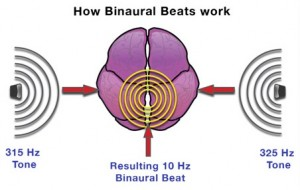 How Binaural Beats work
315 Hz
Tone
Resulting 10 Hz
Binaural Beat
325 Hz
Tone